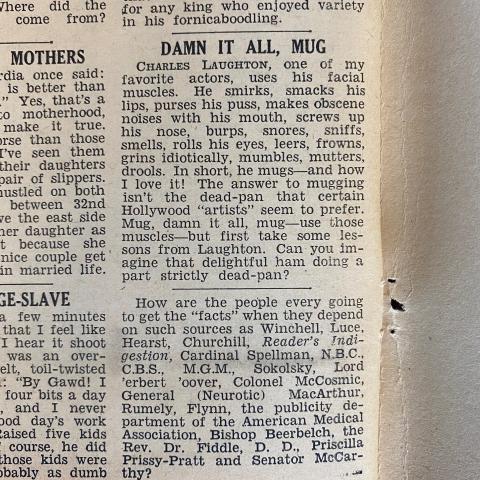 Where did the
come from?
MOTHERS
rdia once said:
is better than
." Yes, that's a
to motherhood,
make it true.
orse than those
I've seen them
their daughters
pair of slippers.
hustled on both
between 32nd
ve the east side
her daughter as
t because she
nice couple get
in married life.
GE-SLAVE
a few minutes
that I feel like
I hear it shoot
was an over-
elt, toil-twisted
: "By Gawd! I
four bits a day
, and I never
ood day's work
Raised five kids
f course, he did
those kids were
obably as dumb
for any king who enjoyed variety
in his fornicaboodling.
DAMN IT ALL, MUG
CHARLES LAUGHTON, one of my
favorite actors, uses his facial
muscles. He smirks, smacks his
lips, purses his puss, makes obscene
noises with his mouth, screws up
his nose, burps, snores, sniffs,
smells, rolls his eyes, leers, frowns,
grins idiotically, mumbles, mutters,
drools. In short, he mugs—and how
I love it! The answer to mugging
isn't the dead-pan that certain
Hollywood "artists" seem to prefer.
Mug, damn it all, mug—use those
muscles—but first take some les-
sons from Laughton. Can you im-
agine that delightful ham doing a
part strictly dead-pan?
How are the people every going
to get the "facts" when they depend
on such sources as Winchell, Luce,
Hearst, Churchill, Reader's Indi-
gestion, Cardinal Spellman, N.B.C.,
C.B.S., M.G.M., Sokolsky, Lord
'erbert 'oover, Colonel McCosmic,
General (Neurotic) MacArthur,
Rumely, Flynn, the publicity de-
partment of the American Medical
Association, Bishop Beerbelch, the
Rev. Dr. Fiddle, D. D., Priscilla
Prissy-Pratt and Senator McCar-
thy?